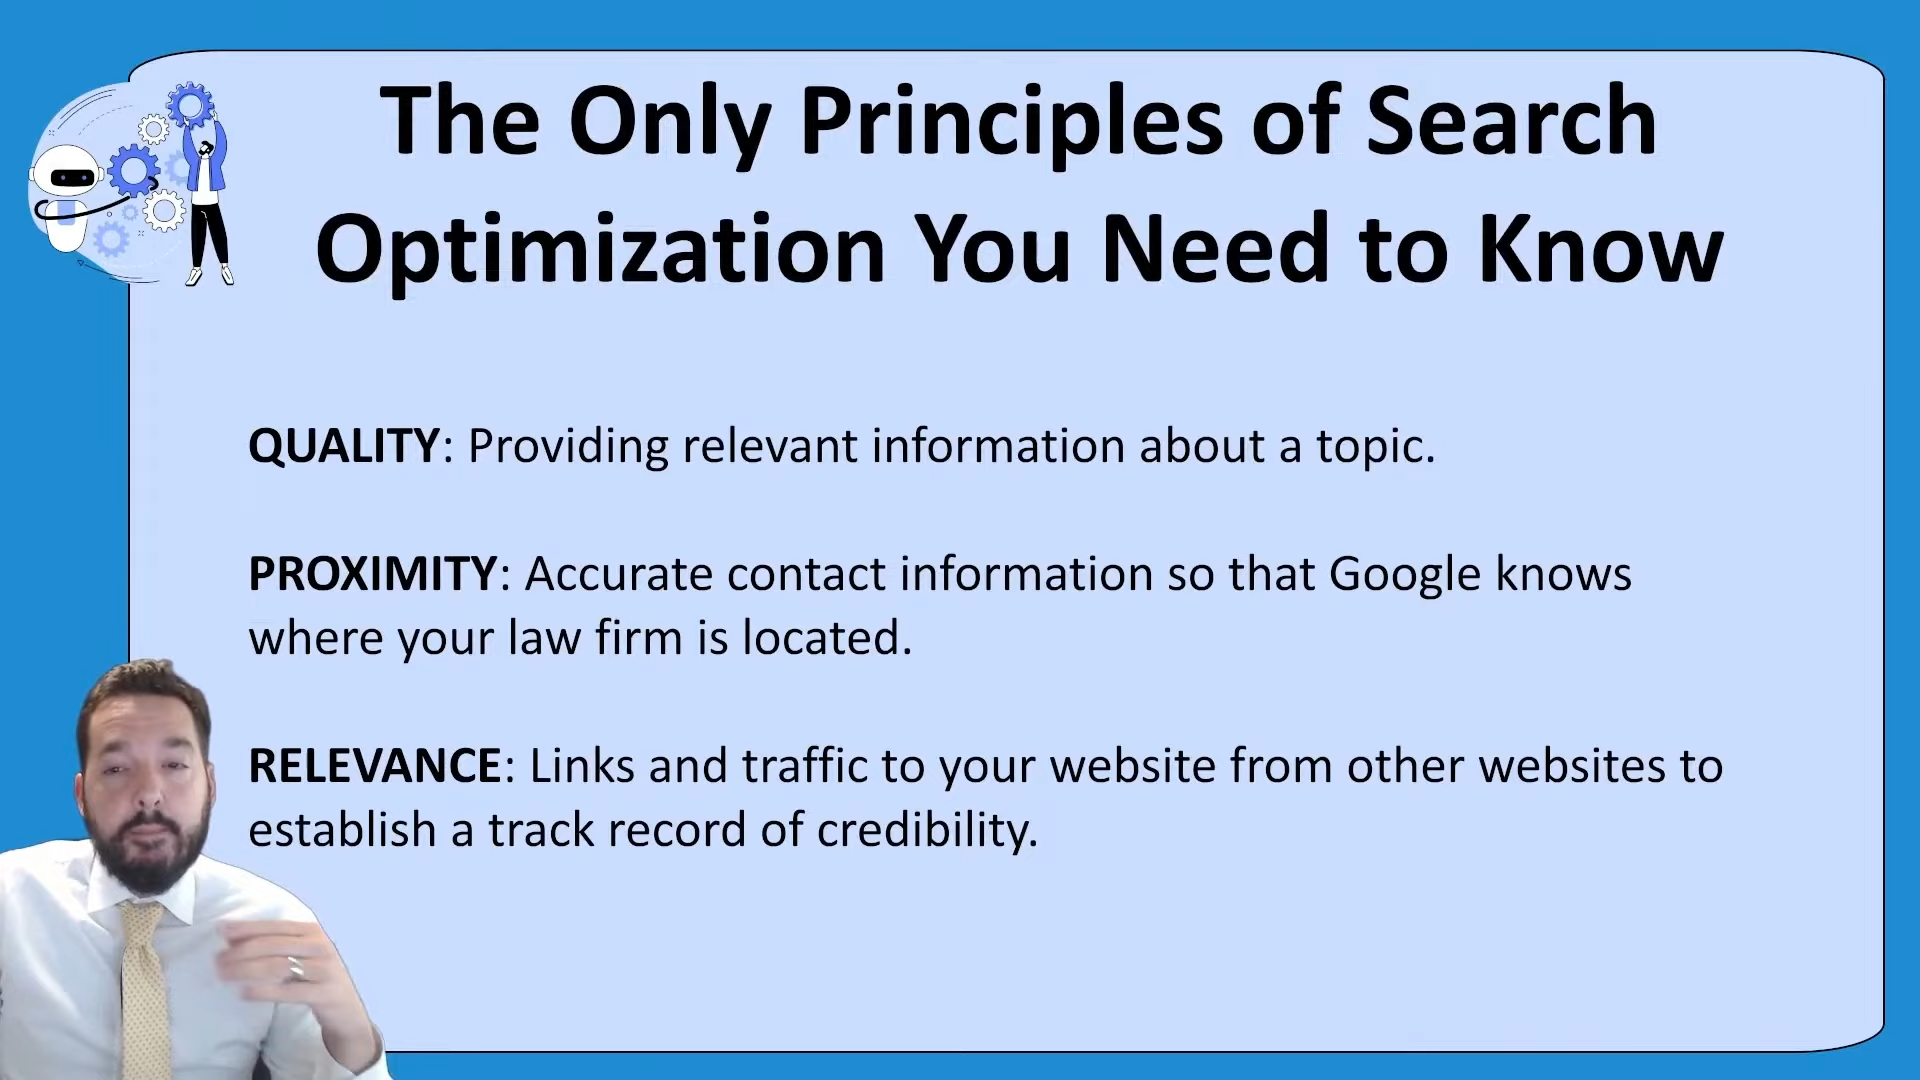 The Only Principles of Search
Optimization You Need to Know
QUALITY: Providing relevant information about a topic.
PROXIMITY: Accurate contact information so that Google knows
where your law firm is located.
RELEVANCE: Links and traffic to your website from other websites to
establish a track record of credibility.